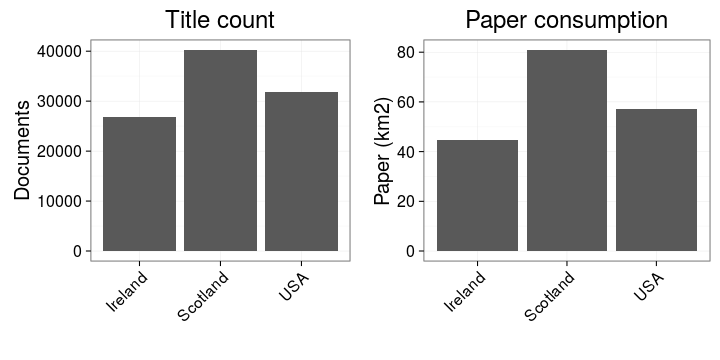 Title count
Documents
40000
30000
20000
10000
0
Ireland
Scotland
USA
Paper consumption
Paper (km2)
80
60
40
20
0
Ireland
Scotland
USA